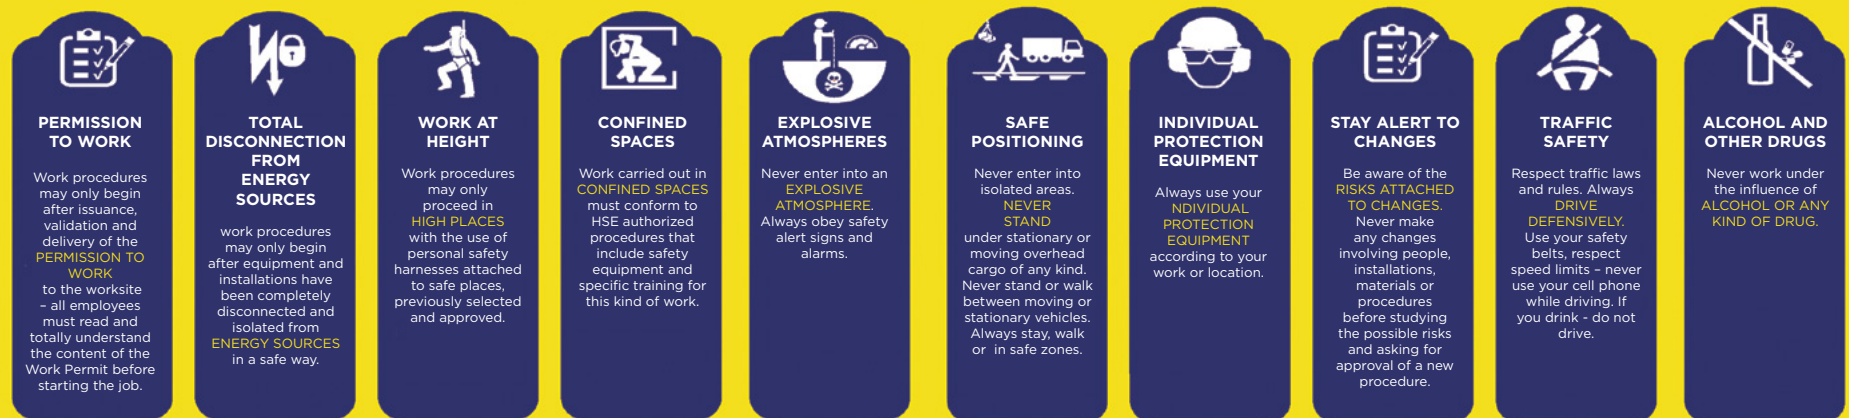 PERMISSION
TO WORK
Work procedures
may only begin
after issuance,
validation and
delivery of the
PERMISSION TO
WORK
to the worksite
– all employees
must read and
totally understand
the content of the
Work Permit before
starting the job.
TOTAL
DISCONNECTION
FROM
ENERGY
SOURCES
work procedures
may only begin
after equipment and
installations have
been completely
disconnected and
isolated from
ENERGY SOURCES
in a safe way.
WORK AT
HEIGHT
Work procedures
may only
proceed in
HIGH PLACES
with the use of
personal safety
harnesses attached
to safe places,
previously selected
and approved.
CONFINED
SPACES
Work carried out in
CONFINED SPACES
must conform to
HSE authorized
procedures that
include safety
equipment and
specific training for
this kind of work.
EXPLOSIVE
ATMOSPHERES
Never enter into an
EXPLOSIVE
ATMOSPHERE.
Always obey safety
alert signs and
alarms.
SAFE
POSITIONING
Never enter into
isolated areas.
NEVER
STAND
under stationary or
moving overhead
cargo of any kind.
Never stand or walk
between moving or
stationary vehicles.
Always stay, walk
or in safe zones.
INDIVIDUAL
PROTECTION
EQUIPMENT
Always use your
NDIVIDUAL
PROTECTION
EQUIPMENT
according to your
work or location.
STAY ALERT TO
CHANGES
Be aware of the
RISKS ATTACHED
TO CHANGES.
Never make
any changes
involving people,
installations,
materials or
procedures
before studying
the possible risks
and asking for
approval of a new
procedure.
TRAFFIC
SAFETY
Respect traffic laws
and rules. Always
DRIVE
DEFENSIVELY.
Use your safety
belts, respect
speed limits – never
use your cell phone
while driving. If
you drink - do not
drive.
ALCOHOL AND
OTHER DRUGS
Never work under
the influence of
ALCOHOL OR ANY
KIND OF DRUG.